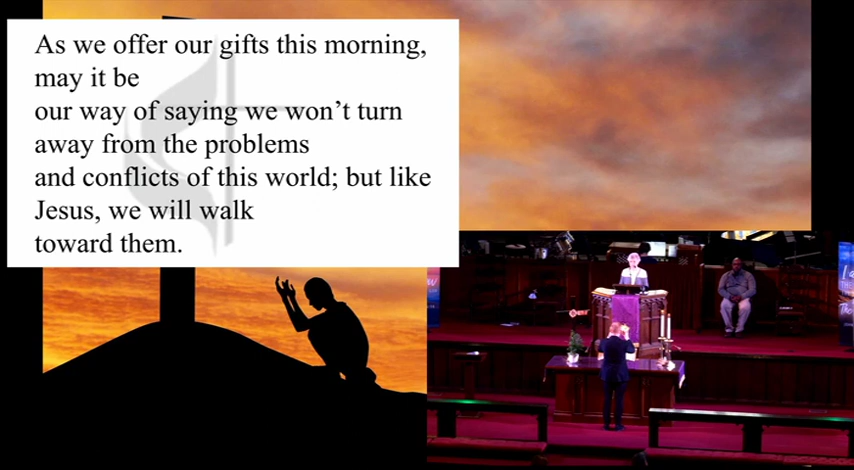 As we offer our gifts this morning,
may it be
our way of saying we won’t turn
away from the problems
and conflicts of this world; but like
Jesus, we will walk
toward them.